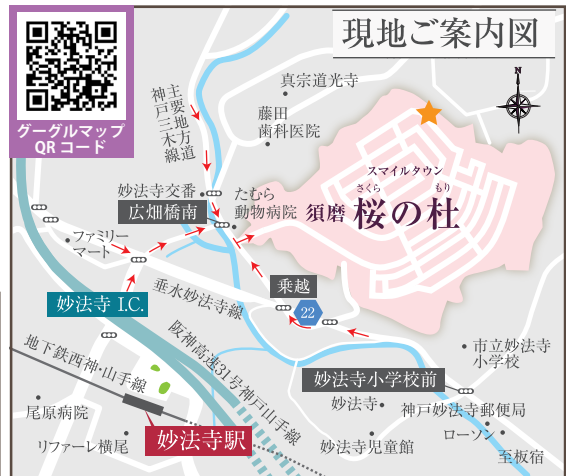 現地ご案内図
グーグルマップ
QRコード
N
真宗道光寺
主要地方道
神戸三木線
藤田
歯科医院
スマイルタウン
さくら もり
須磨 桜の杜
妙法寺交番
たむら
動物病院
広畑橋南
ファミリー
マート
乗越
22
妙法寺 I.C.
垂水妙法寺線
阪神高速31号神戸山手線
地下鉄西神・山手線
市立妙法寺
小学校
妙法寺小学校前
尾原病院
妙法寺
神戸妙法寺郵便局
リファーレ横尾
妙法寺駅
妙法寺児童館
ローソン
至板宿